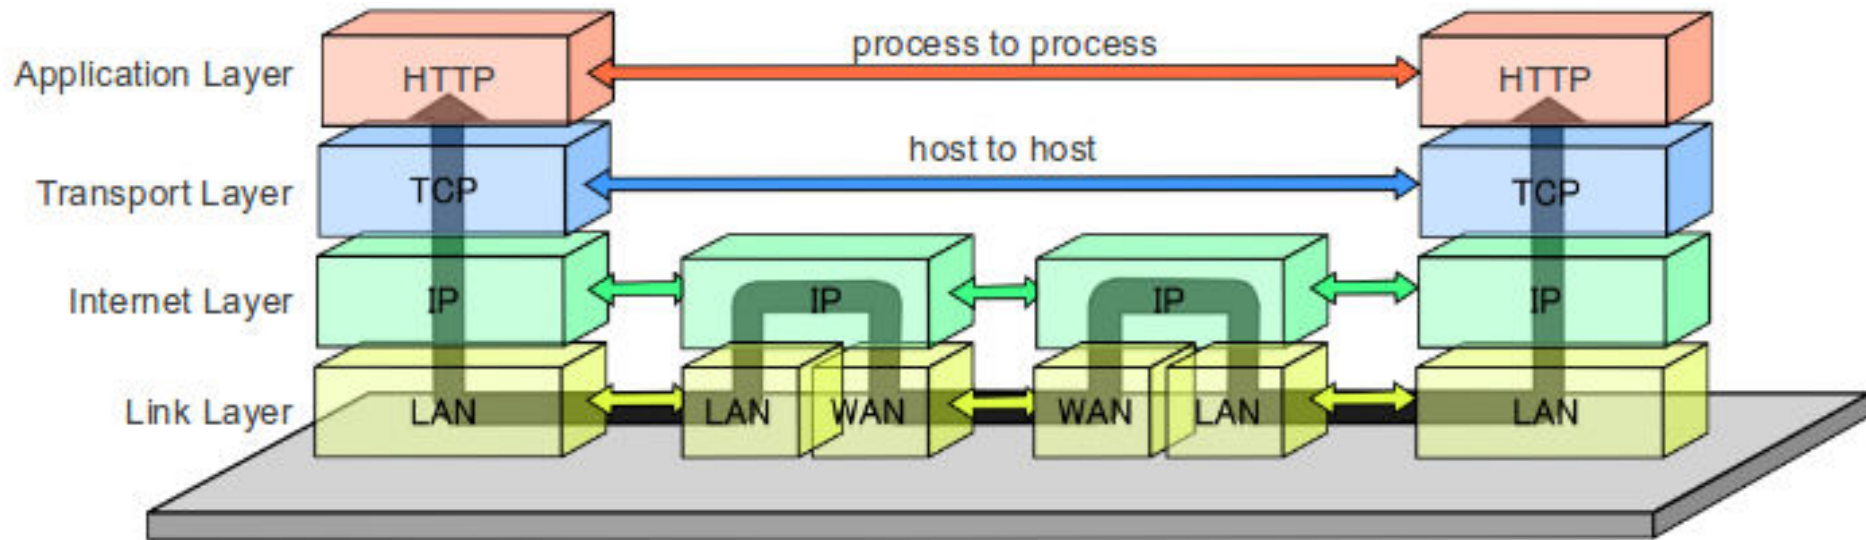 process to process
Application Layer HTTP HTTP
host to host
Transport Layer TCP TCP
Internet Layer IP IP IP IP
Link Layer LAN LAN WAN WAN LAN LAN